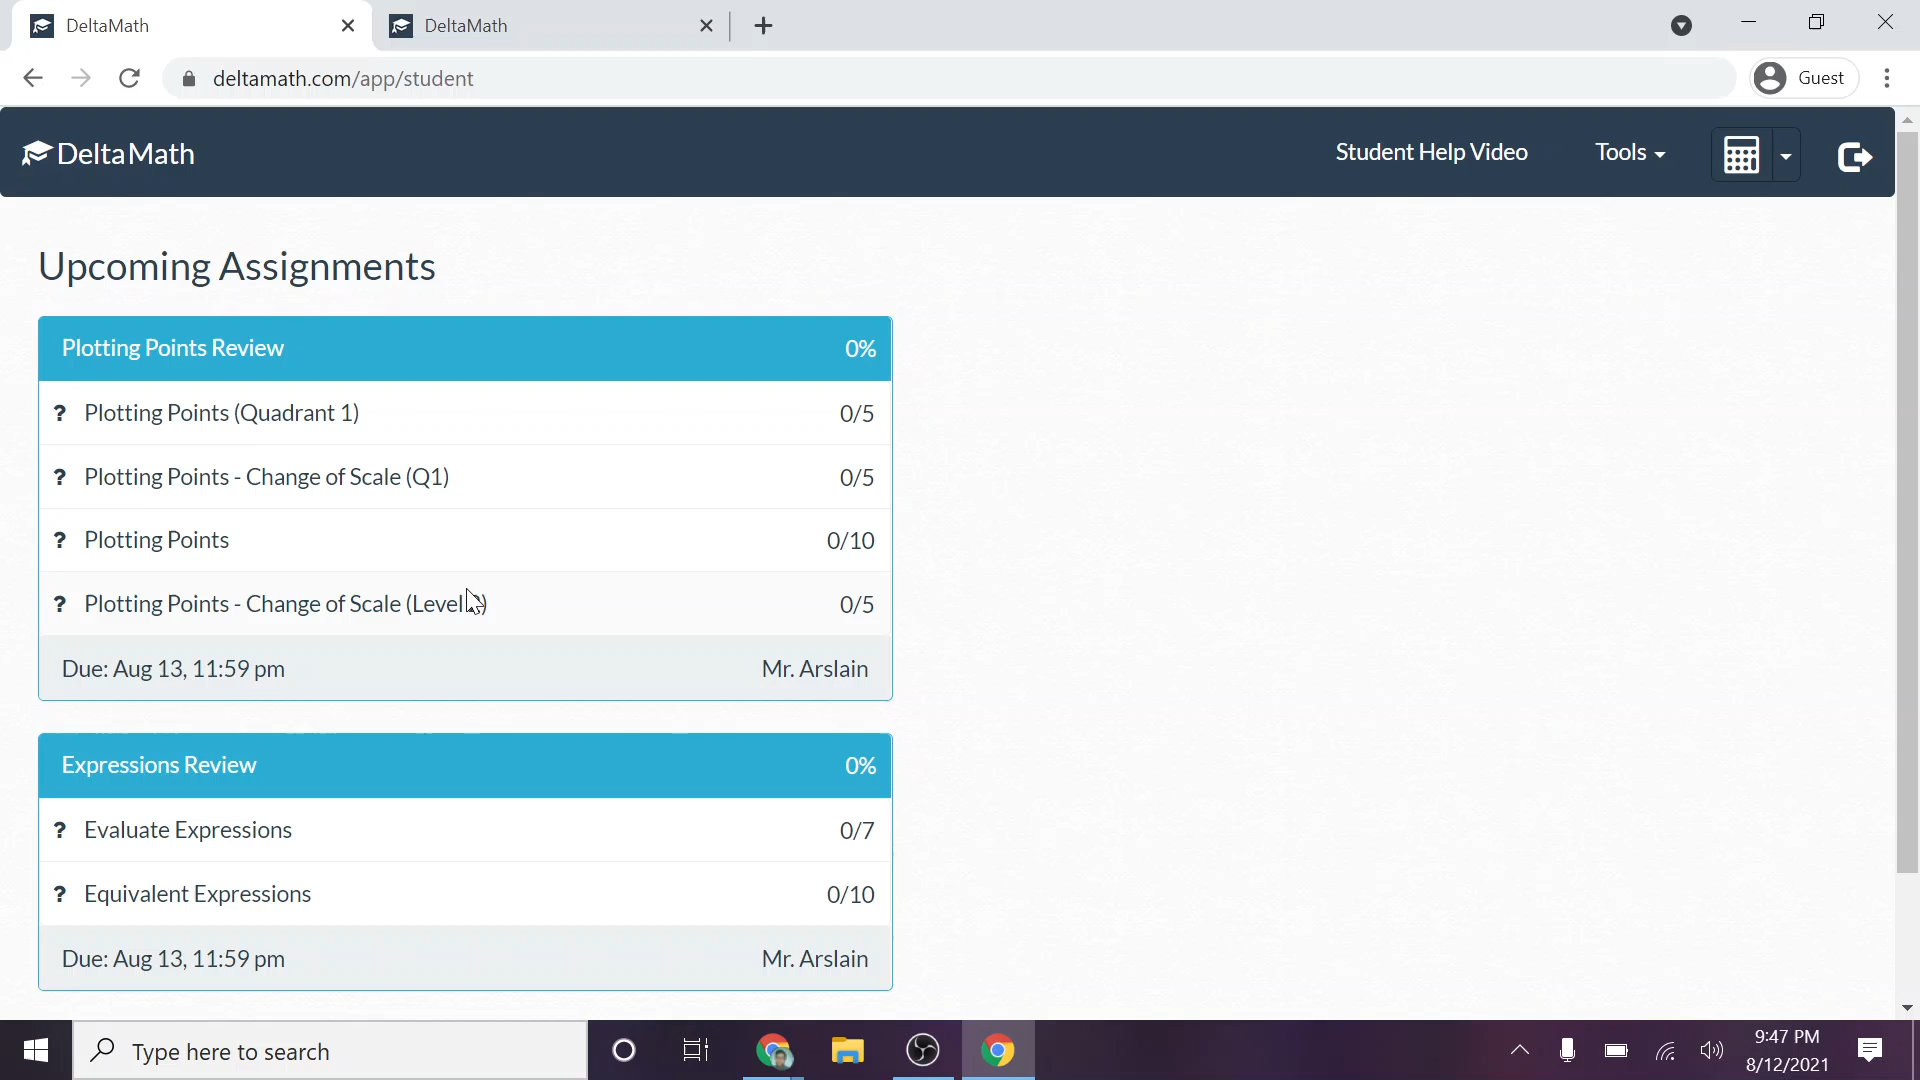 DeltaMath
DeltaMath
deltamath.com/app/student
Guest
DeltaMath
Student Help Video
Tools
Upcoming Assignments
Plotting Points Review 0%
? Plotting Points (Quadrant 1) 0/5
? Plotting Points - Change of Scale (Q1) 0/5
? Plotting Points 0/10
? Plotting Points - Change of Scale (Level 0/5
Due: Aug 13, 11:59 pm Mr. Arslain
Expressions Review 0%
? Evaluate Expressions 0/7
? Equivalent Expressions 0/10
Due: Aug 13, 11:59 pm Mr. Arslain
Type here to search
9:47 PM
8/12/2021